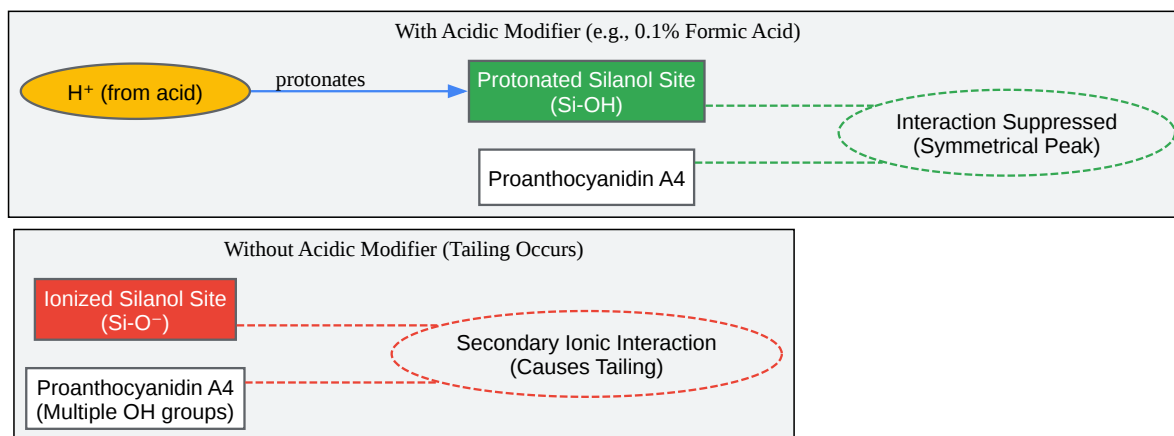 With Acidic Modifier (e.g., 0.1% Formic Acid)
H⁺ (from acid)
protonates
Protonated Silanol Site
(Si-OH)
Interaction Suppressed
(Symmetrical Peak)
Proanthocyanidin A4
Without Acidic Modifier (Tailing Occurs)
Ionized Silanol Site
(Si-O⁻)
Secondary Ionic Interaction
(Causes Tailing)
Proanthocyanidin A4
(Multiple OH groups)